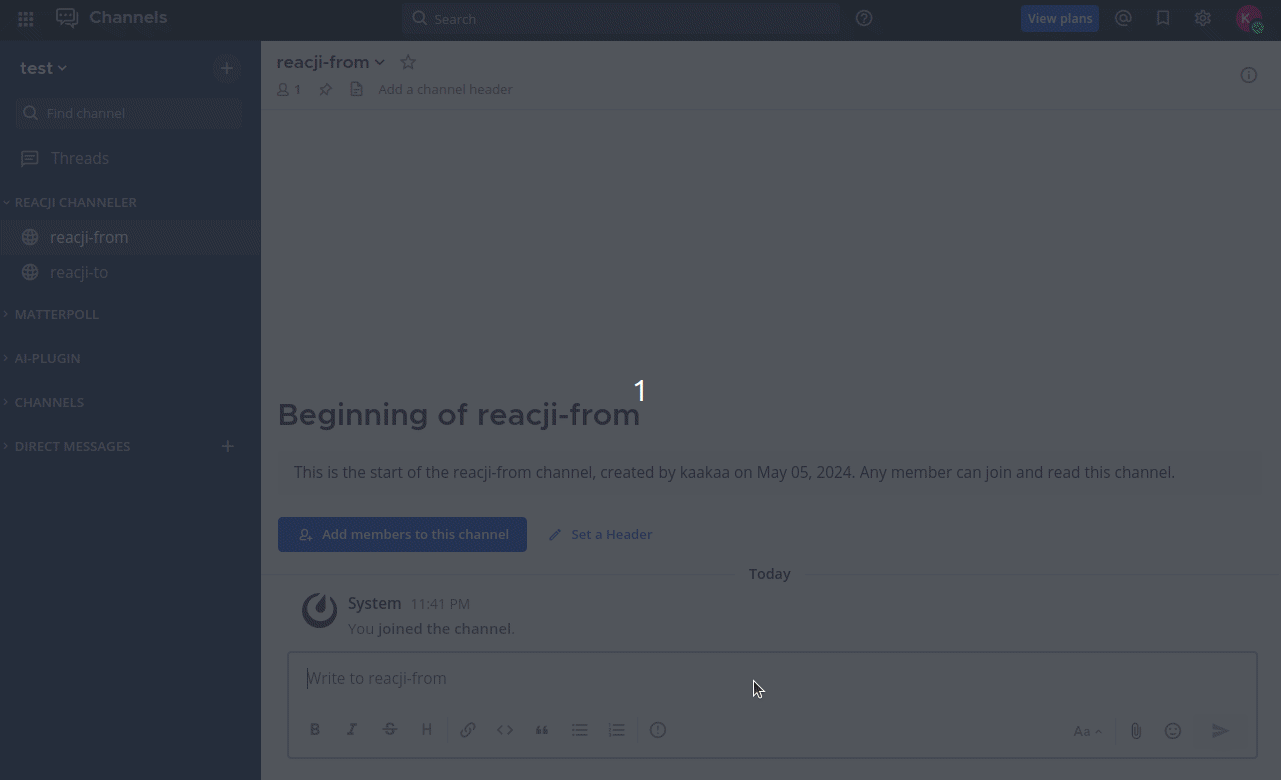 Channels
Search
View plans
K
test
Find channel
Threads
REACJI CHANNELER
reacji-from
reacji-to
MATTERPOLL
AI-PLUGIN
CHANNELS
DIRECT MESSAGES
reacji-from
1
Add a channel header
1
Beginning of reacji-from
This is the start of the reacji-from channel, created by kaakaa on May 05, 2024. Any member can join and read this channel.
Add members to this channel
Set a Header
Today
System 11:41 PM
You joined the channel.
Write to reacji-from
B I S H
Aa